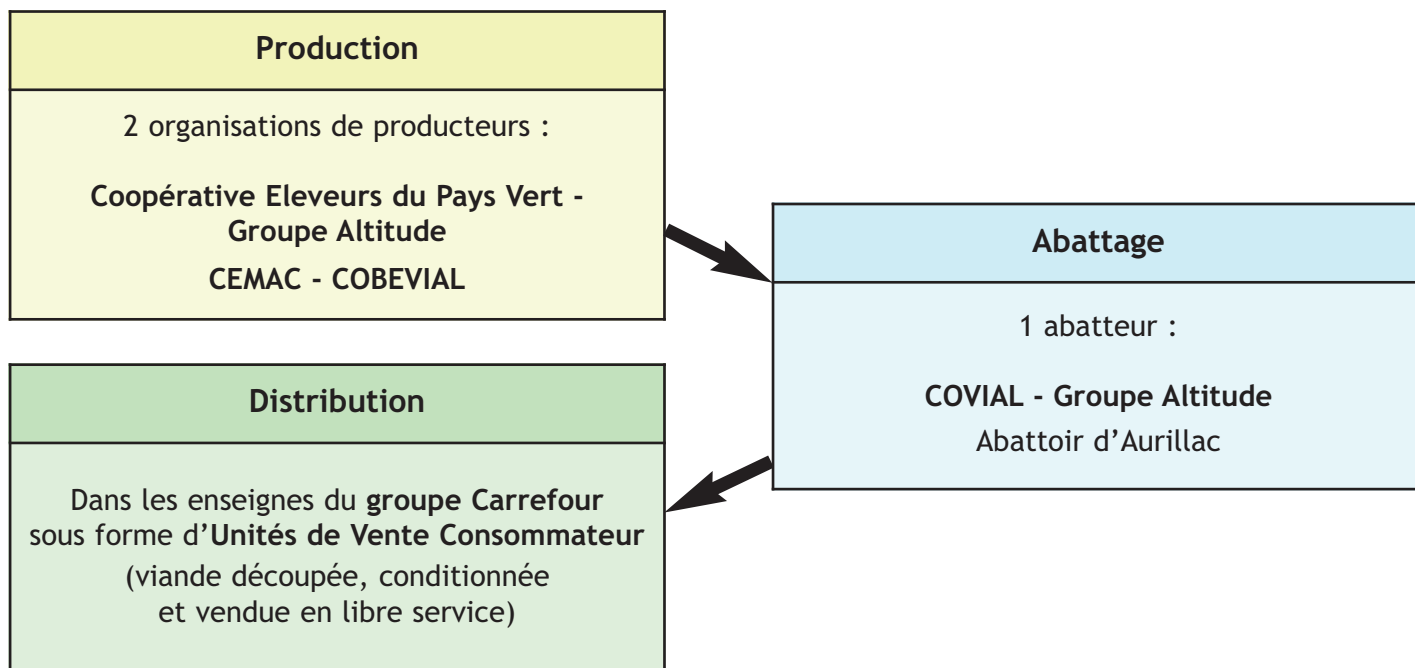 Production
2 organisations de producteurs :
Coopérative Eleveurs du Pays Vert -
Groupe Altitude
CEMAC - COBEVIAL
Abattage
1 abatteur :
COVIAL - Groupe Altitude
Abattoir d’Aurillac
Distribution
Dans les enseignes du groupe Carrefour
sous forme d’Unités de Vente Consommateur
(viande découpée, conditionnée
et vendue en libre service)